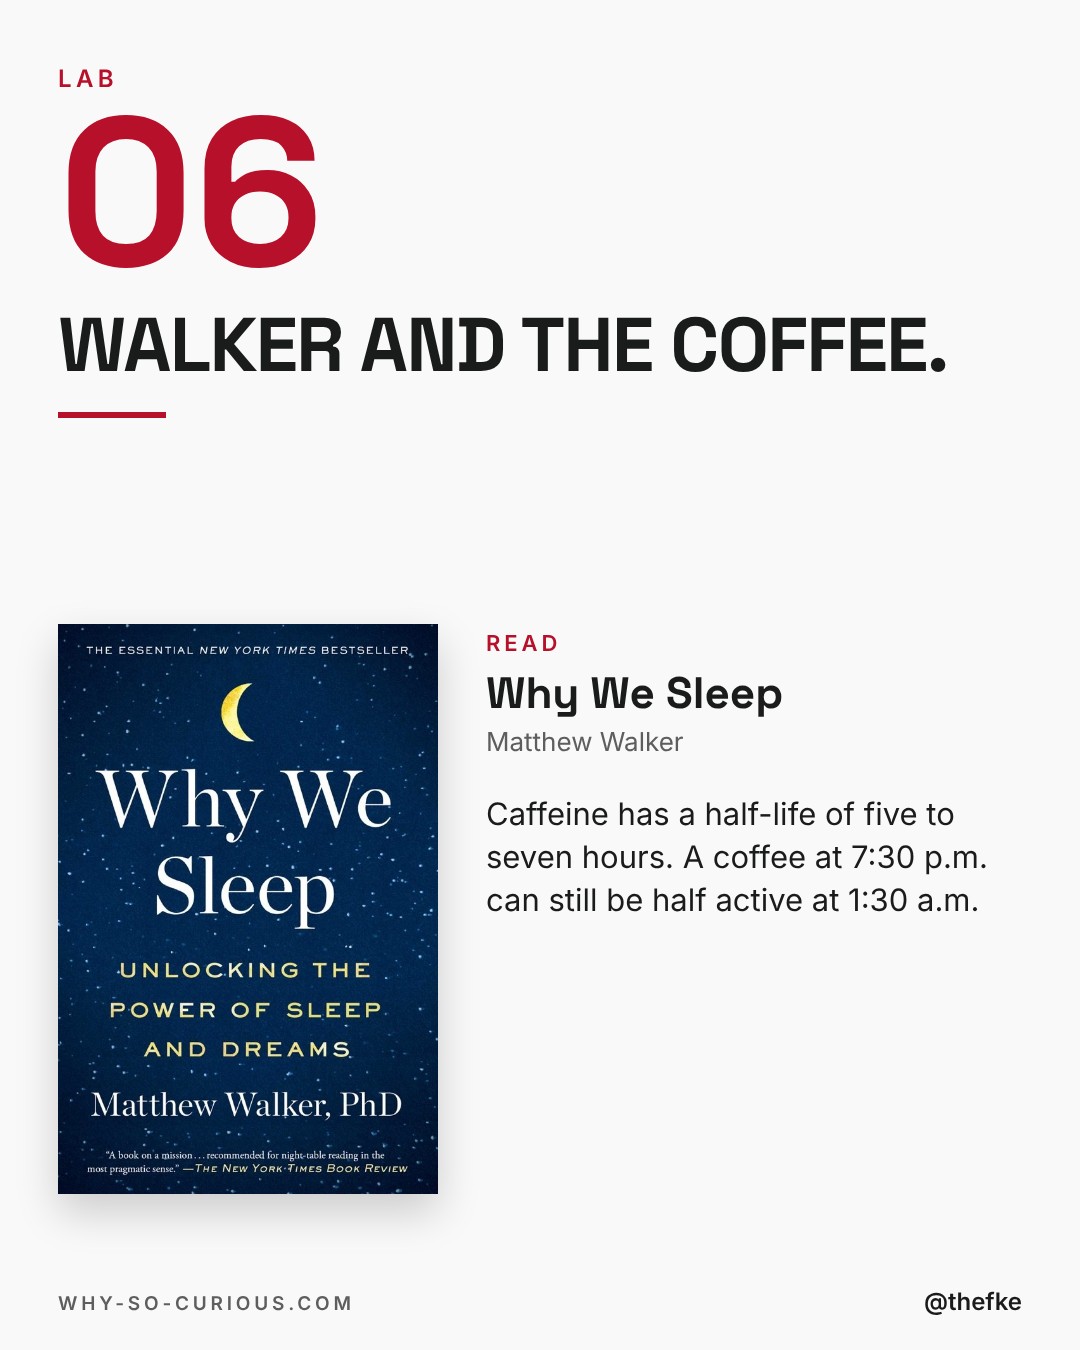 LAB
06
WALKER AND THE COFFEE.
THE ESSENTIAL NEW YORK TIMES BESTSELLER
Why We
Sleep
UNLOCKING THE
POWER OF SLEEP
AND DREAMS
Matthew Walker, PhD
“A book on a mission . . . recommended for night-table reading in the
most pragmatic sense.” —THE NEW YORK TIMES BOOK REVIEW
READ
Why We Sleep
Matthew Walker
Caffeine has a half-life of five to
seven hours. A coffee at 7:30 p.m.
can still be half active at 1:30 a.m.
WHY-SO-CURIOUS.COM
@thefke